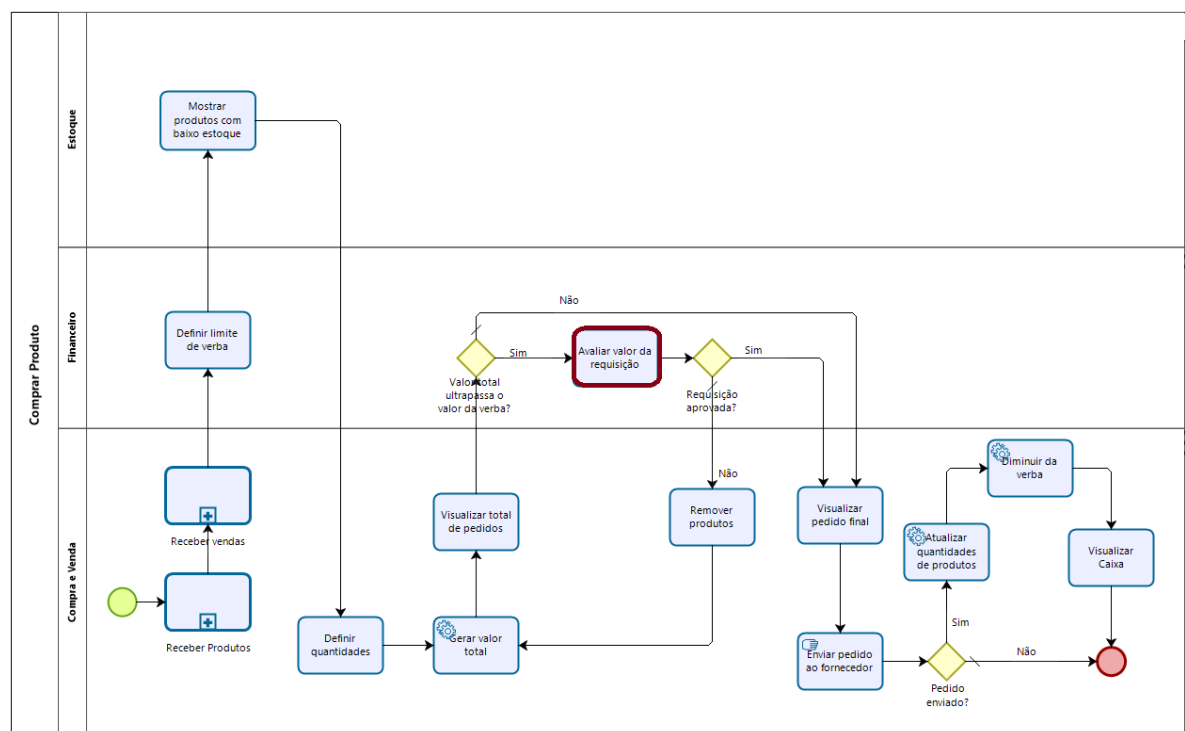 Comprar Produto
Estoque
Mostrar
produtos com
baixo estoque
Financeiro
Definir limite
de verba
Não
Valor total
ultrapassa o
valor da verba?
Sim
Avaliar valor da
requisição
Requisição
aprovada?
Sim
Não
Compra e Venda
Receber vendas
Receber Produtos
Definir
quantidades
Gerar valor
total
Visualizar total
de pedidos
Remover
produtos
Visualizar
pedido final
Enviar pedido
ao fornecedor
Pedido
enviado?
Sim
Não
Atualizar
quantidades
de produtos
Diminuir da
verba
Visualizar
Caixa